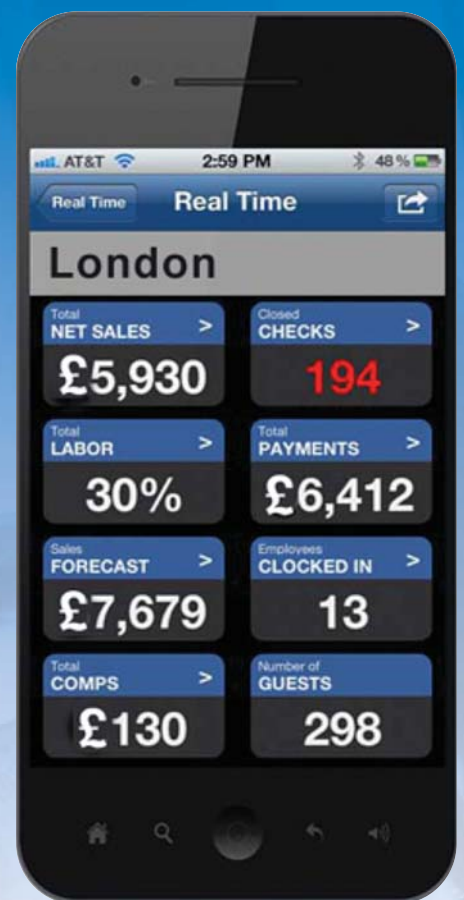 AT&T 2:59 PM 48%
Real Time Real Time
London
Total Closed
NET SALES > CHECKS >
£5,930 194
Total Total
LABOR > PAYMENTS >
30% £6,412
Sales Employees
FORECAST > CLOCKED IN >
£7,679 13
Total Number of
COMPS > GUESTS
£130 298